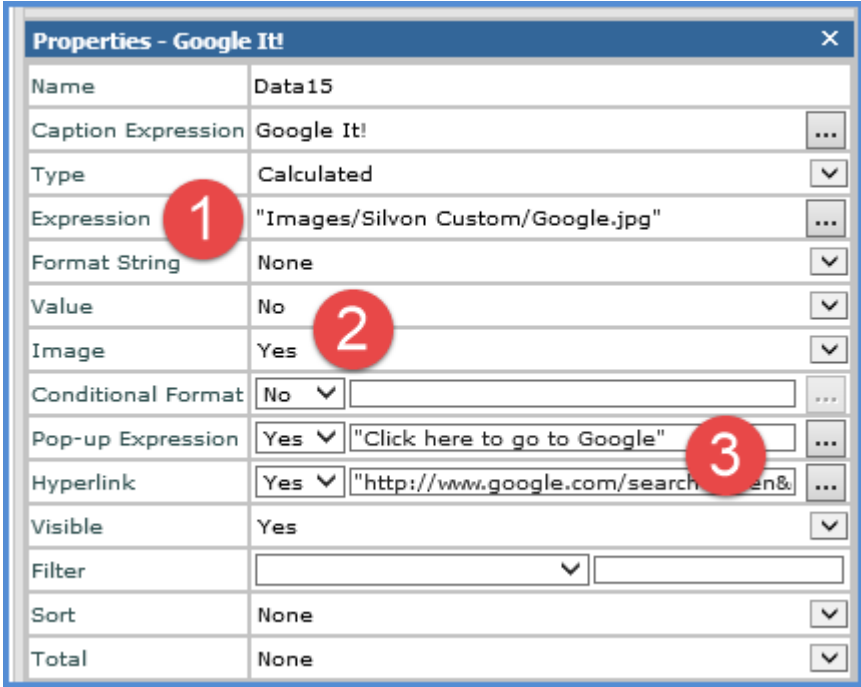 Properties - Google It!
Name Data15
Caption Expression Google It! ...
Type Calculated
Expression 1 "Images/Silvon Custom/Google.jpg" ...
Format String None
Value No
2
Image Yes
Conditional Format No ...
Pop-up Expression Yes "Click here to go to Google" ...
3
Hyperlink Yes "http://www.google.com/search en& ...
Visible Yes
Filter
Sort None
Total None